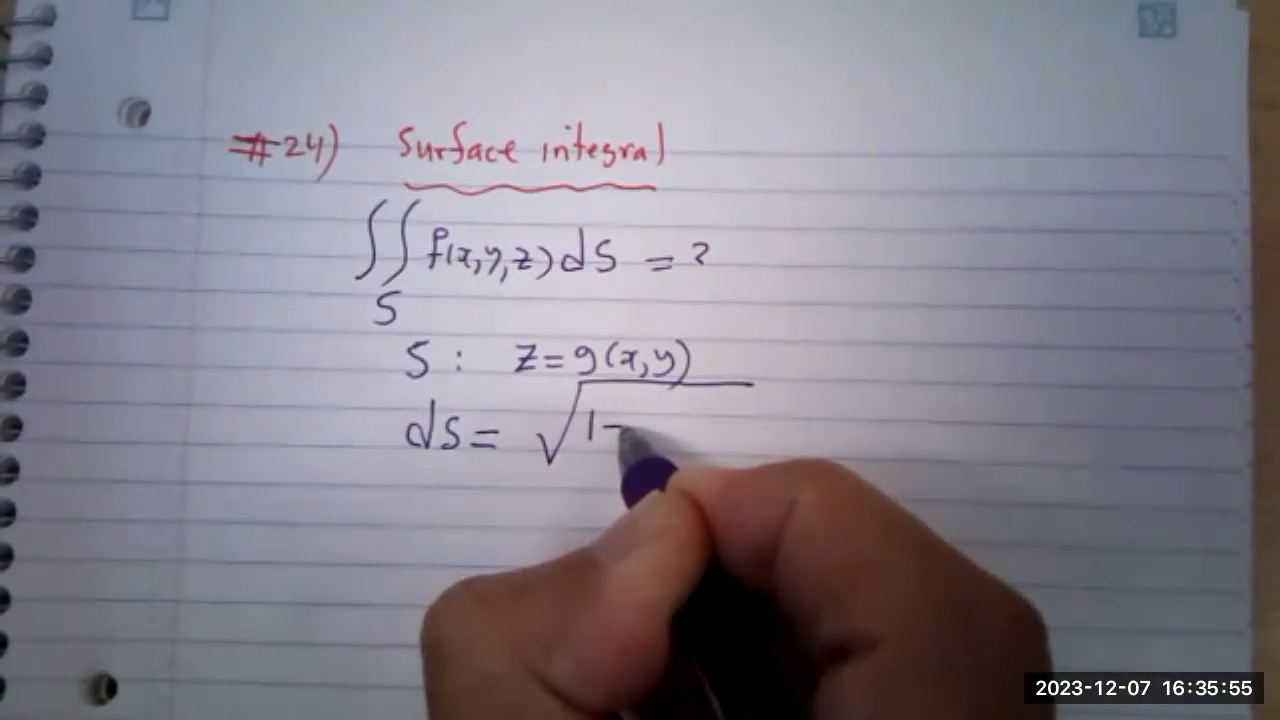 #24) Surface integral
∬ f(x,y,z) dS = ?
S
S : z = g(x,y)
dS = √1-
2023-12-07 16:35:55